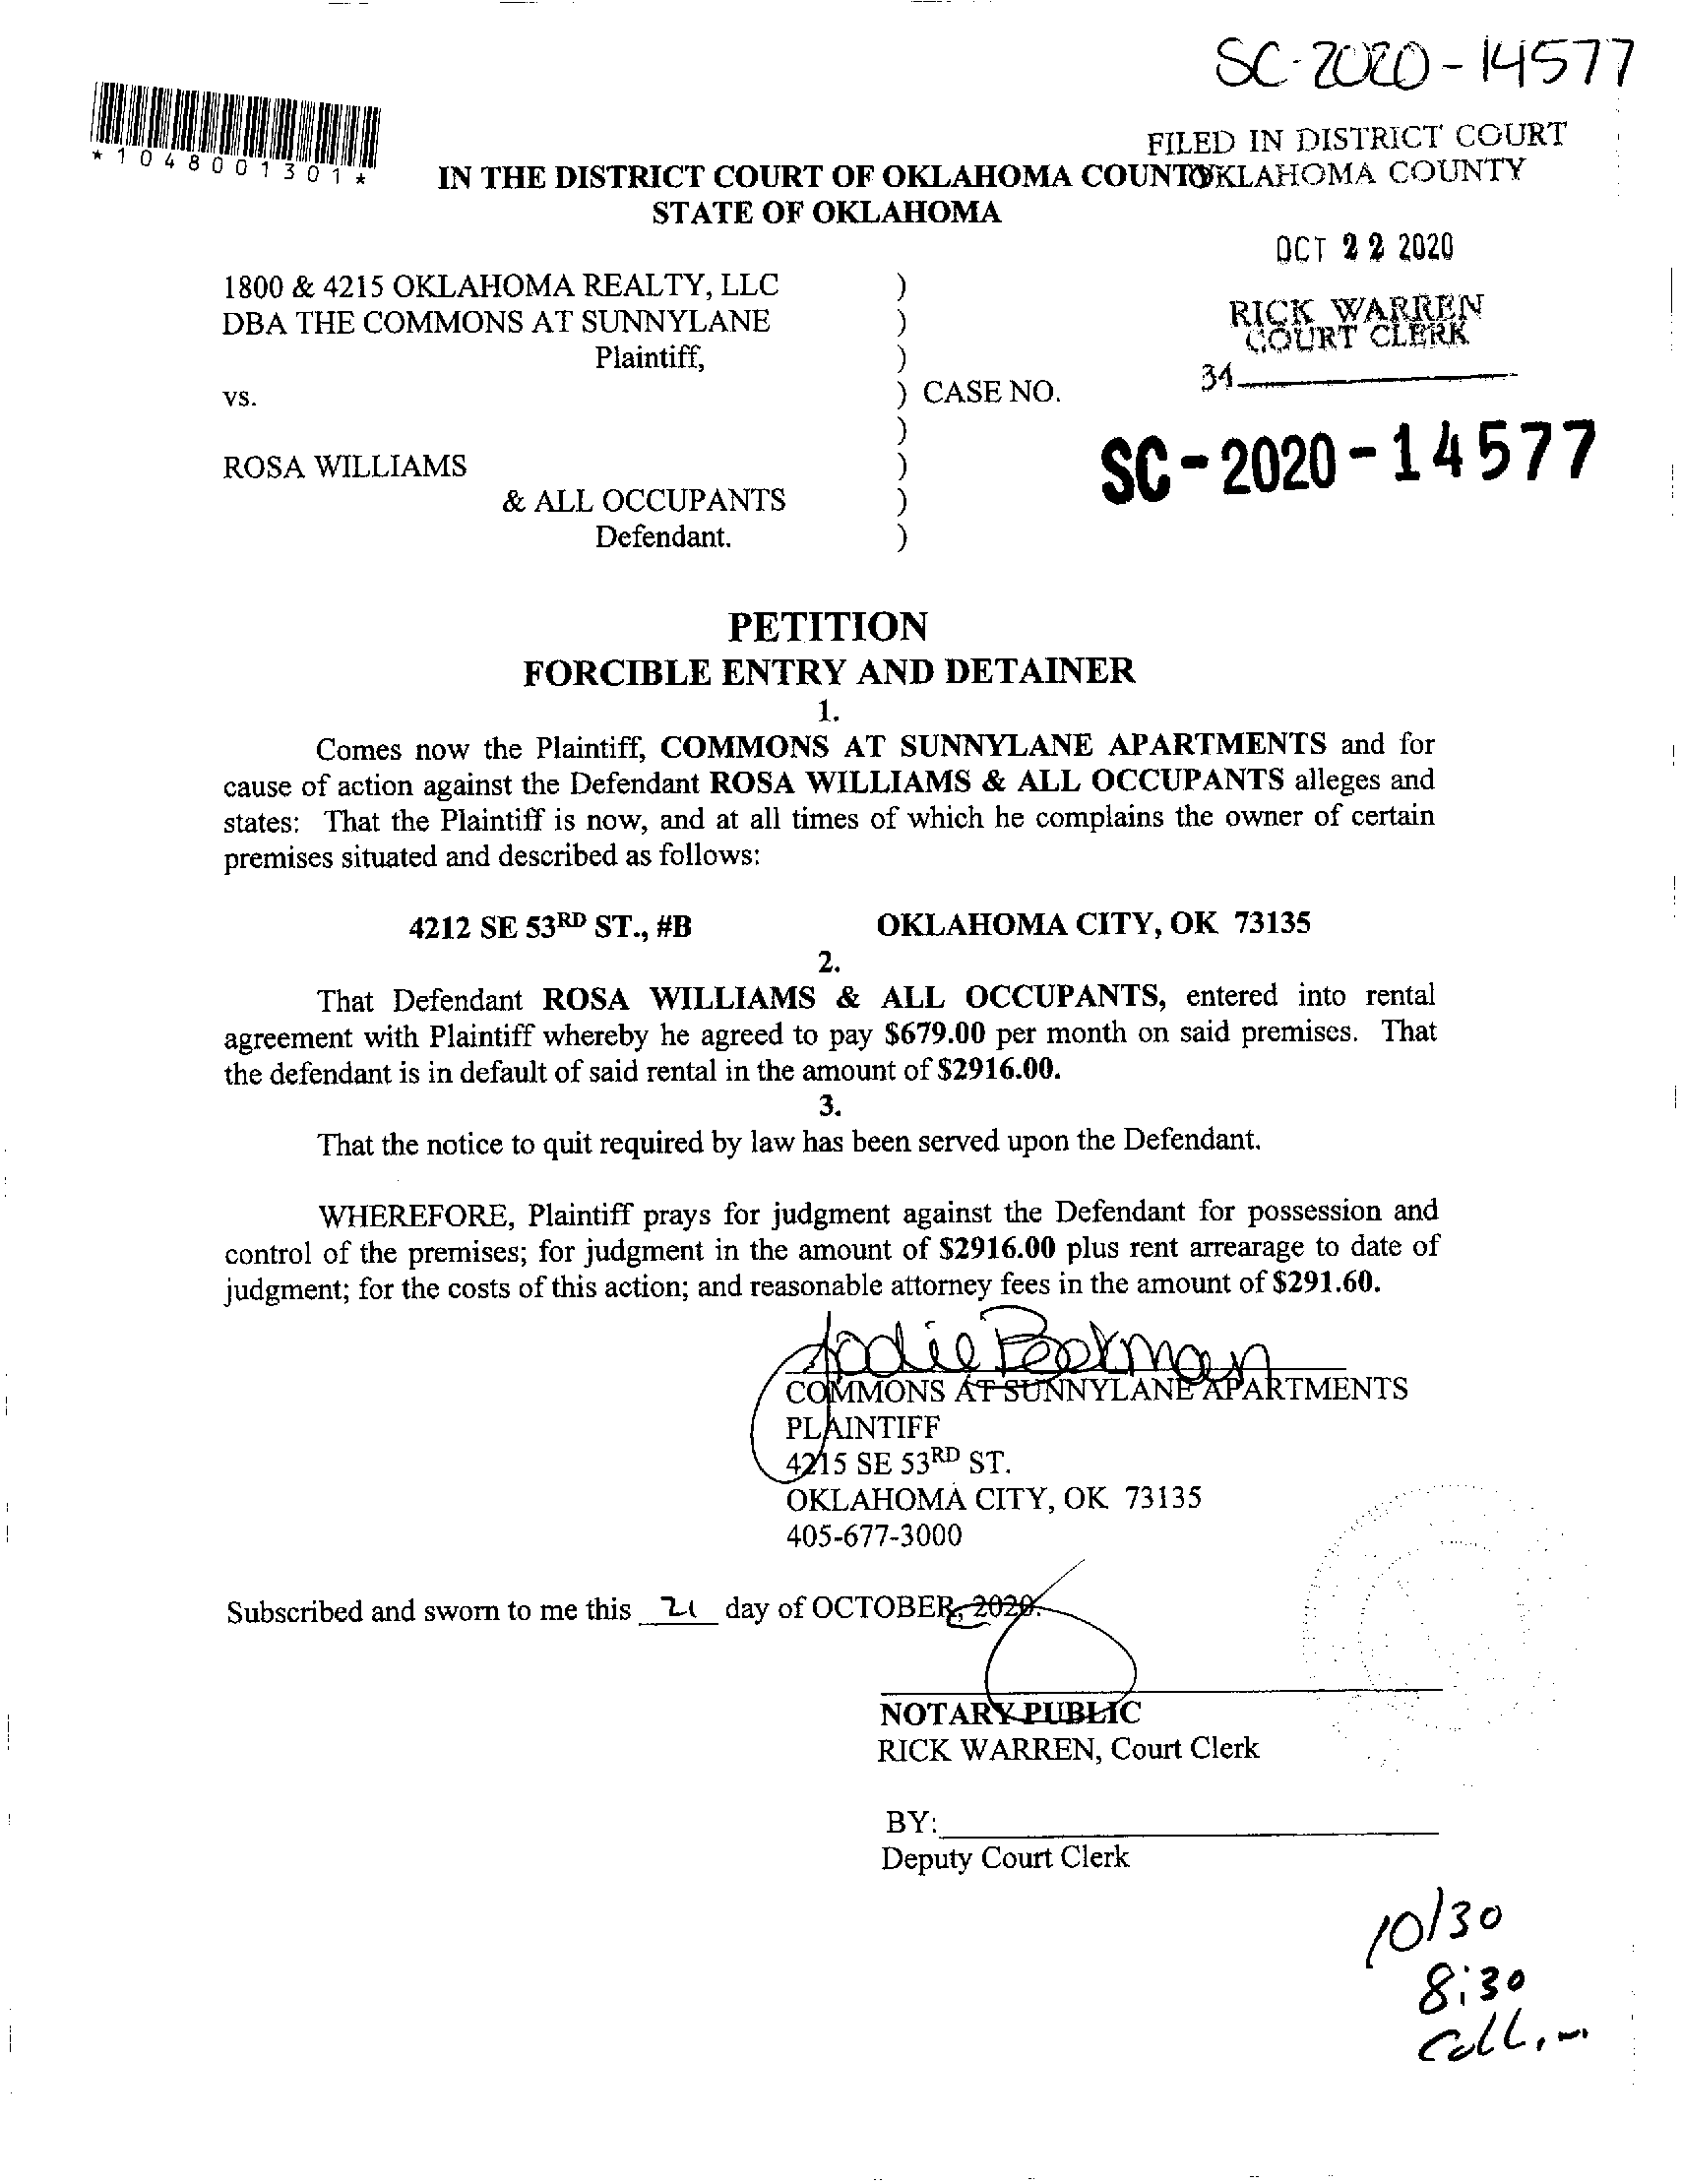 SC-2020-14577
*1048001301*
FILED IN DISTRICT COURT
OKLAHOMA COUNTY
IN THE DISTRICT COURT OF OKLAHOMA COUNTY
STATE OF OKLAHOMA
OCT 22 2020
RICK WARREN
COURT CLERK
34
1800 & 4215 OKLAHOMA REALTY, LLC )
DBA THE COMMONS AT SUNNYLANE )
Plaintiff, )
vs. ) CASE NO.
)
SC-2020-14577
ROSA WILLIAMS )
& ALL OCCUPANTS )
Defendant. )
PETITION
FORCIBLE ENTRY AND DETAINER
1.
Comes now the Plaintiff, COMMONS AT SUNNYLANE APARTMENTS and for
cause of action against the Defendant ROSA WILLIAMS & ALL OCCUPANTS alleges and
states: That the Plaintiff is now, and at all times of which he complains the owner of certain
premises situated and described as follows:
4212 SE 53RD ST., #B OKLAHOMA CITY, OK 73135
2.
That Defendant ROSA WILLIAMS & ALL OCCUPANTS, entered into rental
agreement with Plaintiff whereby he agreed to pay $679.00 per month on said premises. That
the defendant is in default of said rental in the amount of $2916.00.
3.
That the notice to quit required by law has been served upon the Defendant.
WHEREFORE, Plaintiff prays for judgment against the Defendant for possession and
control of the premises; for judgment in the amount of $2916.00 plus rent arrearage to date of
judgment; for the costs of this action; and reasonable attorney fees in the amount of $291.60.
Jodie
COMMONS AT SUNNYLANE APARTMENTS
PLAINTIFF
4215 SE 53RD ST.
OKLAHOMA CITY, OK 73135
405-677-3000
Subscribed and sworn to me this 21 day of OCTOBER, 2020.
NOTARY PUBLIC
RICK WARREN, Court Clerk
BY:
Deputy Court Clerk
10/30
8:30